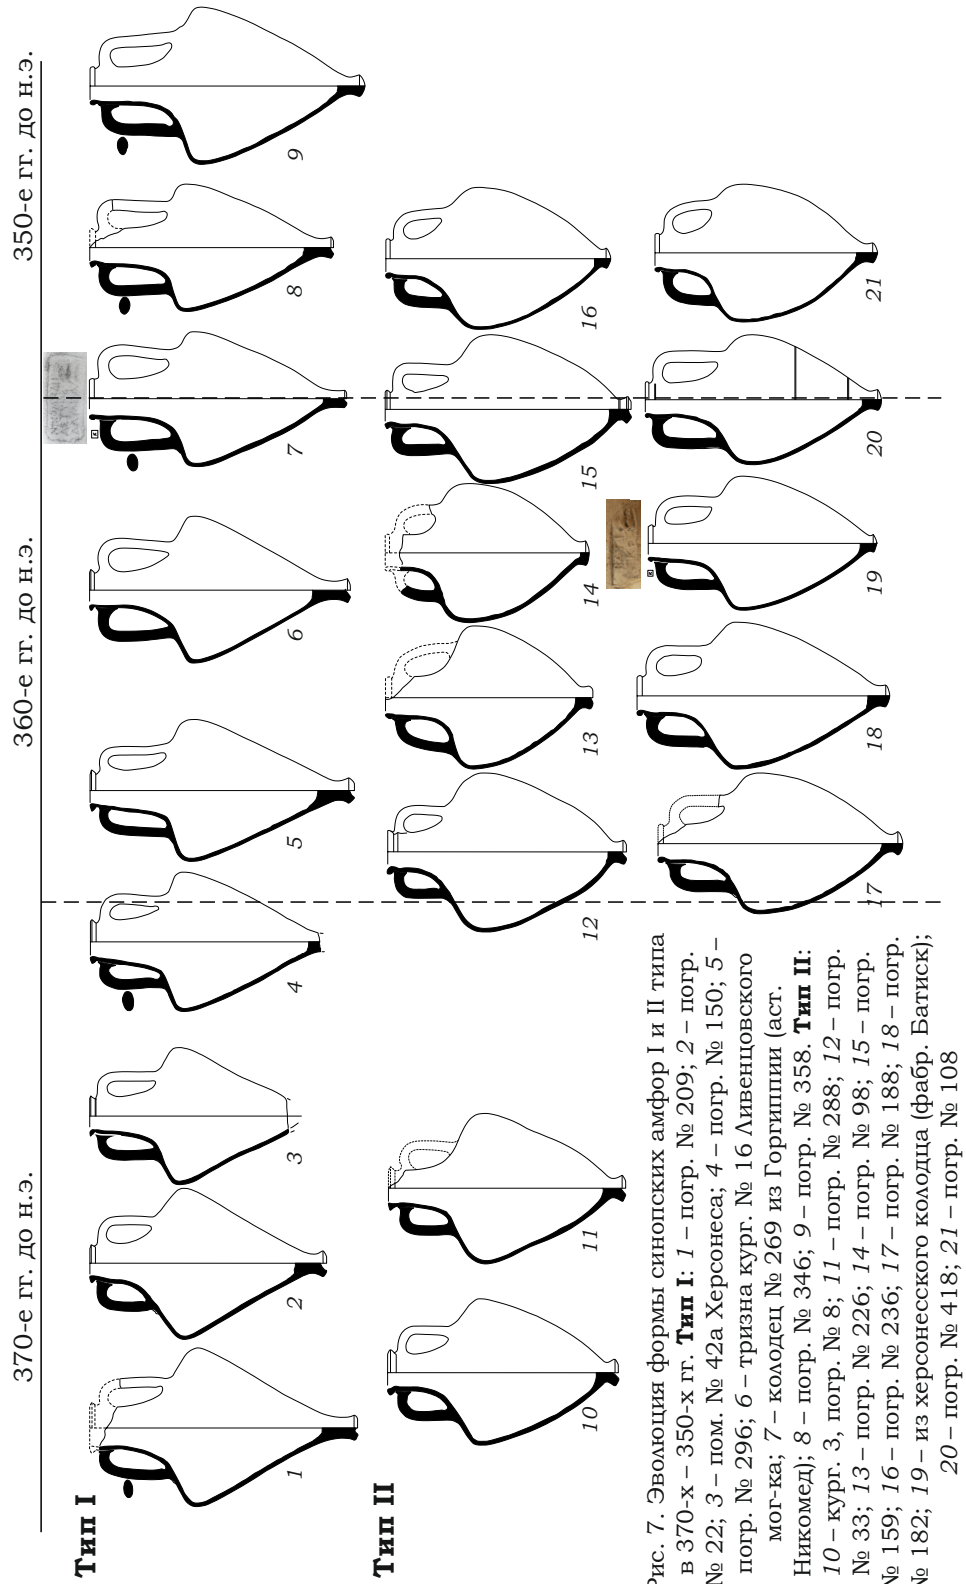 370-е гг. до н.э.
360-е гг. до н.э.
350-е гг. до н.э.
Тип I
1
2
3
4
5
6
7
8
9
Тип II
10
11
12
13
14
15
16
17
18
19
20
21
Рис. 7. Эволюция формы синопских амфор I и II типа
в 370-х – 350-х гг. Тип I: 1 – погр. № 209; 2 – погр.
№ 22; 3 – пом. № 42а Херсонеса; 4 – погр. № 150; 5 –
погр. № 296; 6 – тризна кург. № 16 Ливенцовского
мог-ка; 7 – колодец № 269 из Горгиппии (аст.
Никомед); 8 – погр. № 346; 9 – погр. № 358. Тип II:
10 – кург. 3, погр. № 8; 11 – погр. № 288; 12 – погр.
№ 33; 13 – погр. № 226; 14 – погр. № 98; 15 – погр.
№ 159; 16 – погр. № 236; 17 – погр. № 188; 18 – погр.
№ 182; 19 – из херсонесского колодца (фабр. Батиск);
20 – погр. № 418; 21 – погр. № 108